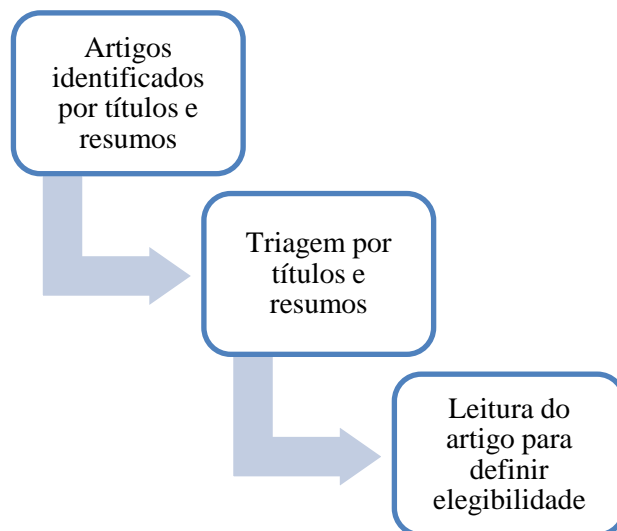 Artigos
identificados
por títulos e
resumos
Triagem por
títulos e
resumos
Leitura do
artigo para
definir
elegibilidade